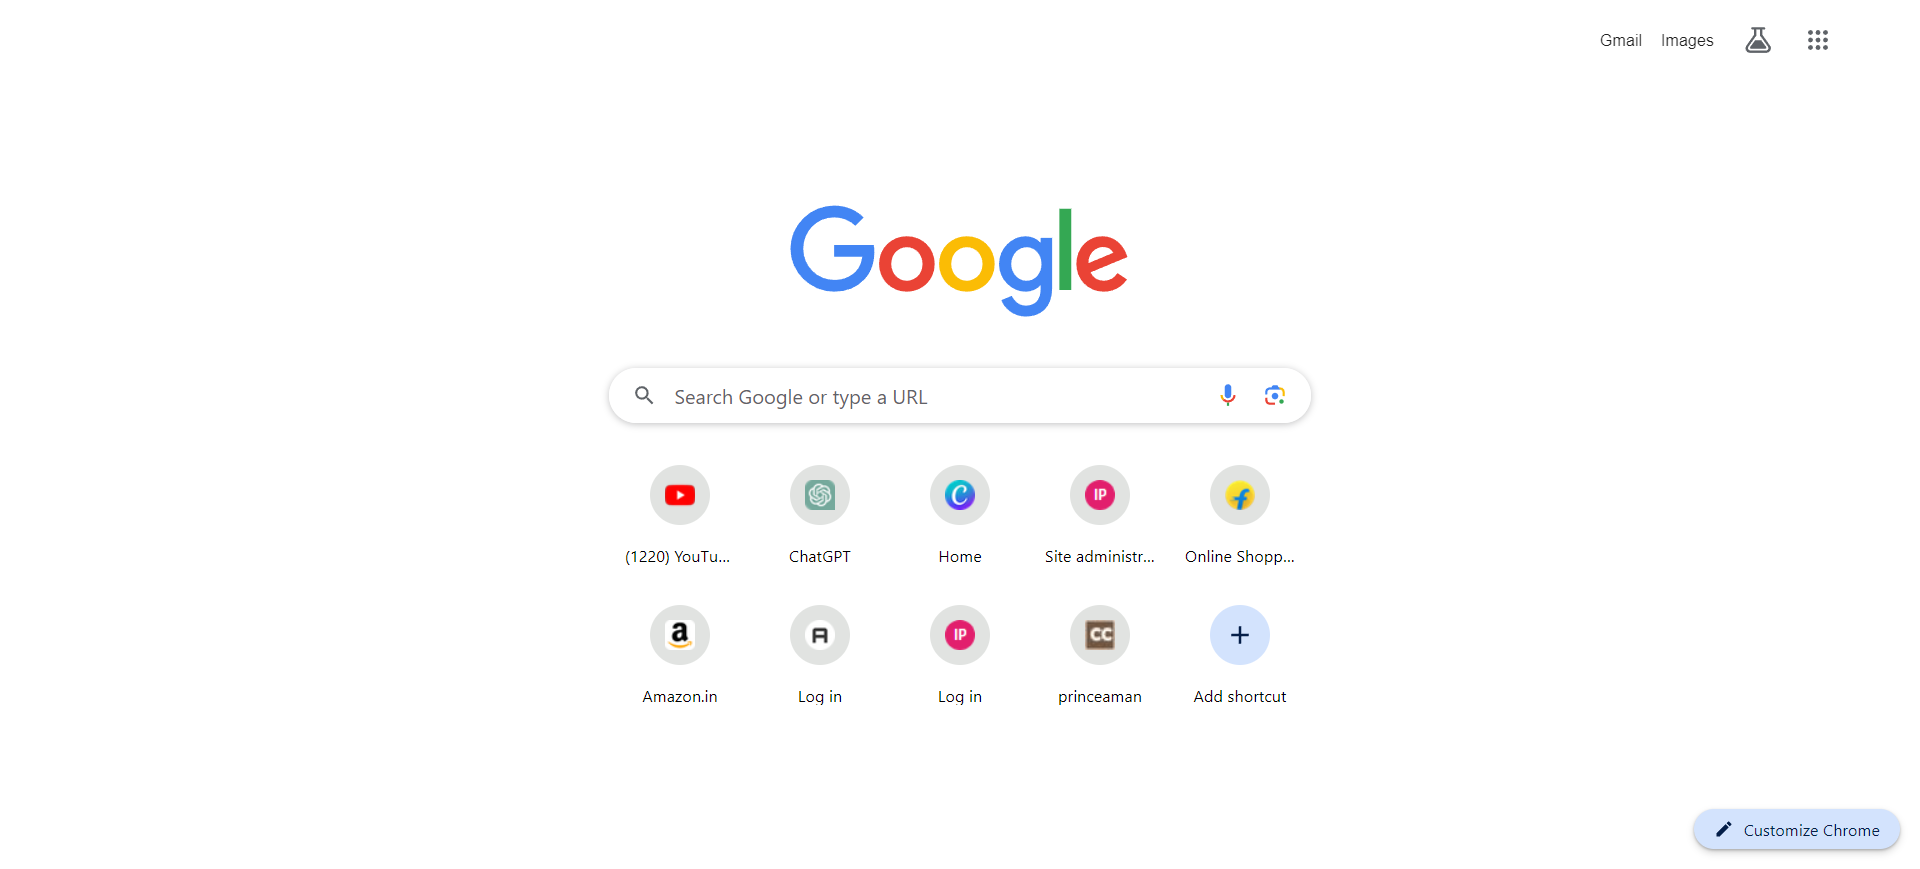 Gmail Images
Google
Search Google or type a URL
(1220) YouTu... ChatGPT Home Site administr... Online Shopp...
Amazon.in Log in Log in princeaman Add shortcut
Customize Chrome